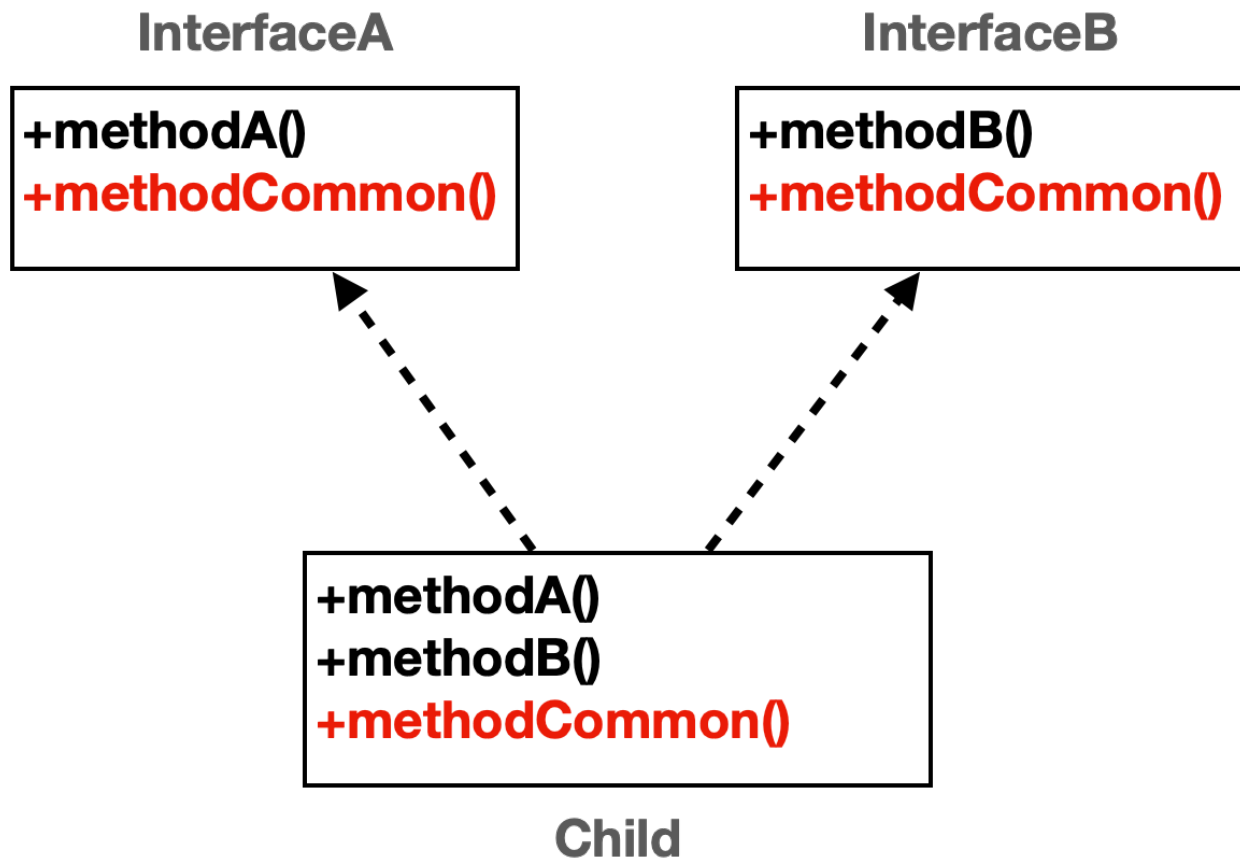 InterfaceA
InterfaceB
+methodA()
+methodCommon()
+methodB()
+methodCommon()
+methodA()
+methodB()
+methodCommon()
Child